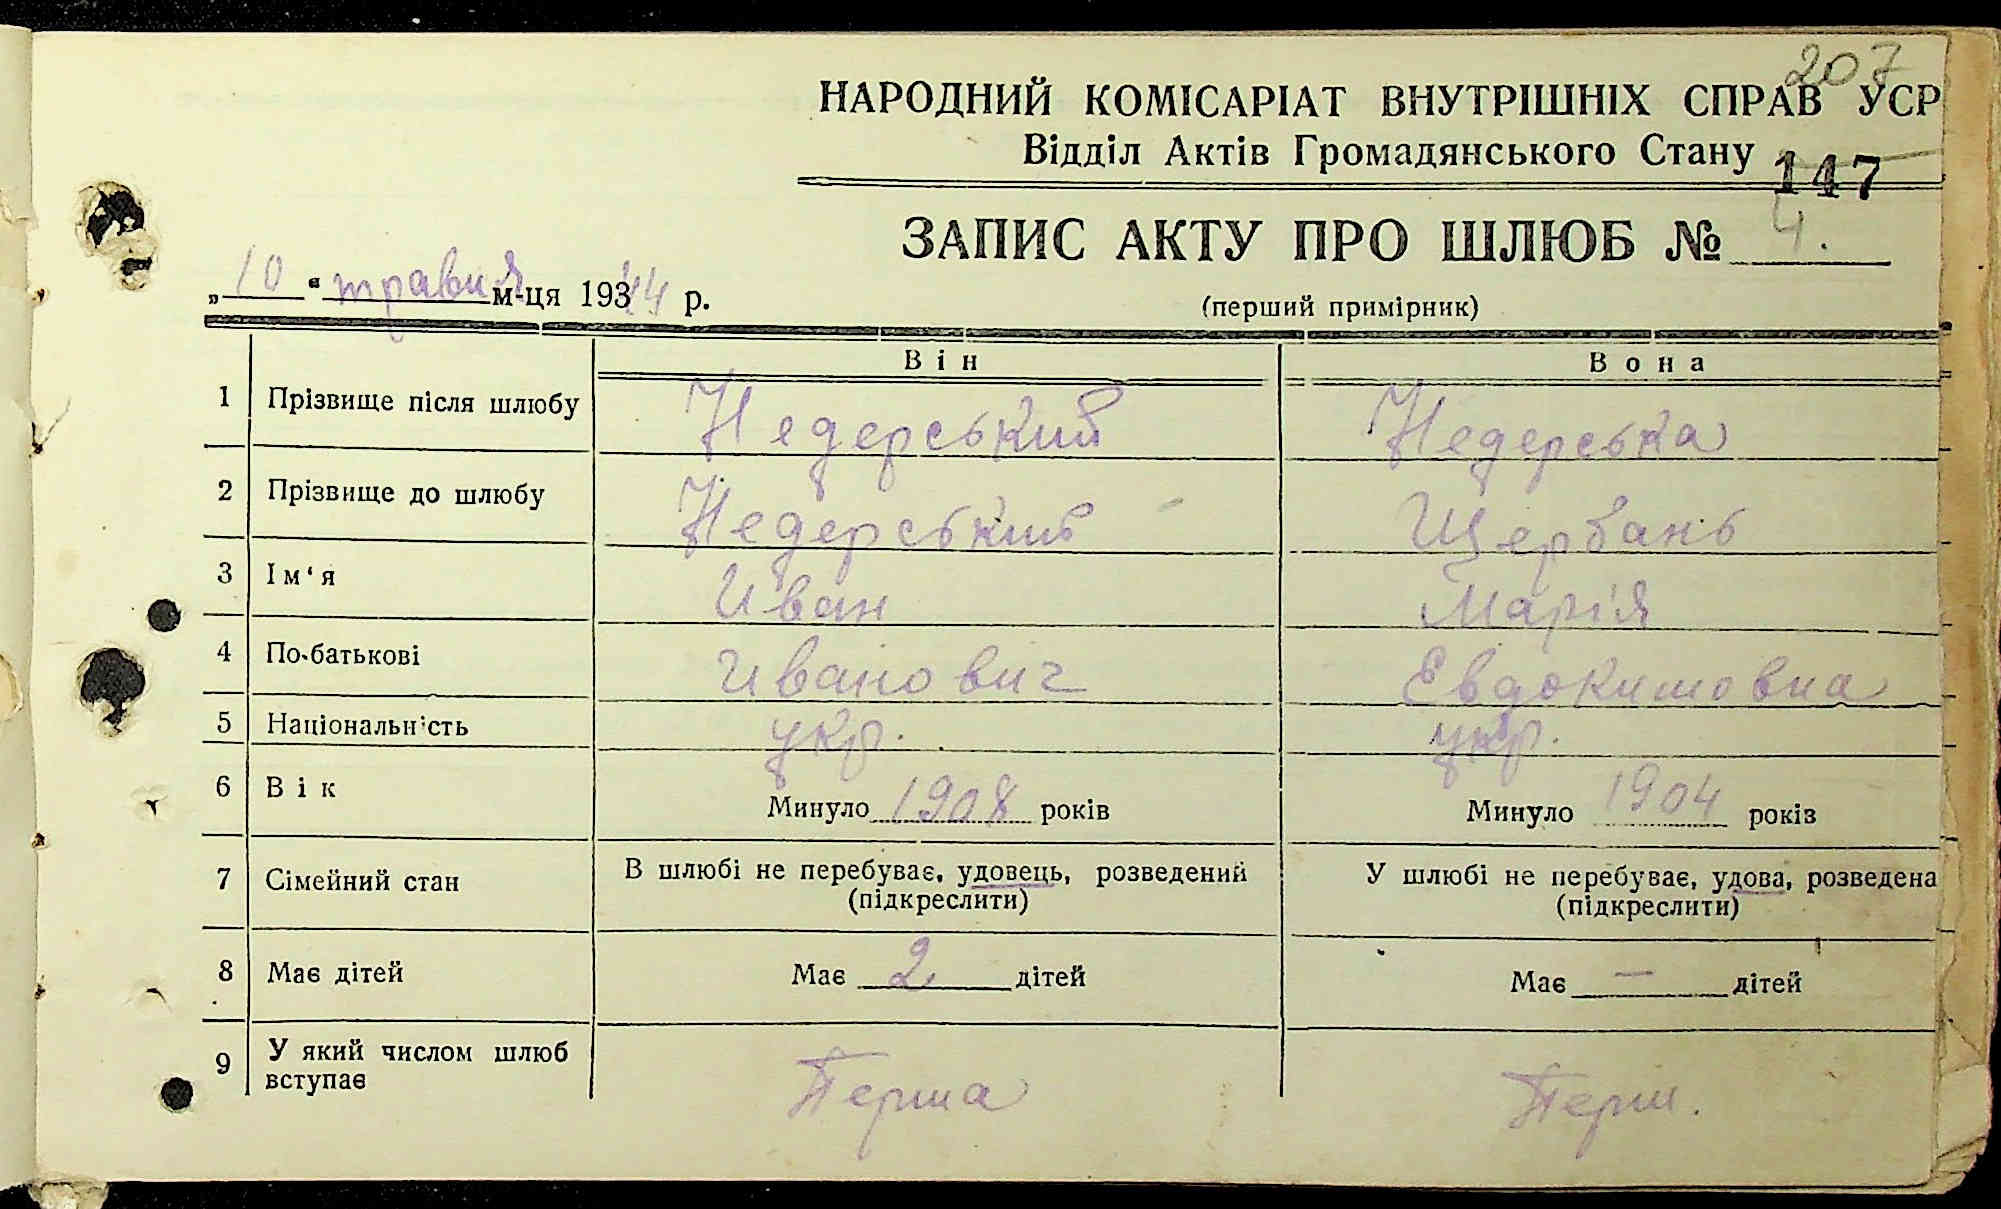 207
НАРОДНИЙ КОМІСАРІАТ ВНУТРІШНІХ СПРАВ УСР
Відділ Актів Громадянського Стану
147
ЗАПИС АКТУ ПРО ШЛЮБ № 4.
„10“ травня м-ця 1944 р.
(перший примірник)
Він Вона
1 Прізвище після шлюбу Недерський Недерська
2 Прізвище до шлюбу Недерський Щербань
3 Ім‘я Иван Марія
4 По-батькові Иванович Евдокимовна
5 Національність укр. укр.
6 Вік Минуло 1908 років Минуло 1904 років
7 Сімейний стан В шлюбі не перебуває, удовець, розведений У шлюбі не перебуває, удова, розведена
(підкреслити) (підкреслити)
8 Має дітей Має 2 дітей Має — дітей
9 У який числом шлюб
вступає Перша Перш.